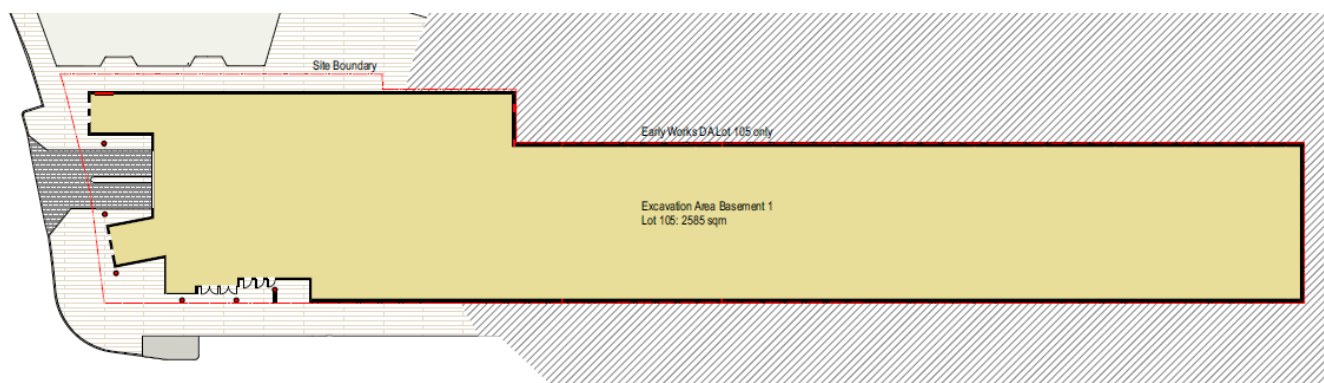 Site Boundary
Early Works DA Lot 105 only
Excavation Area Basement 1
Lot 105: 2585 sqm